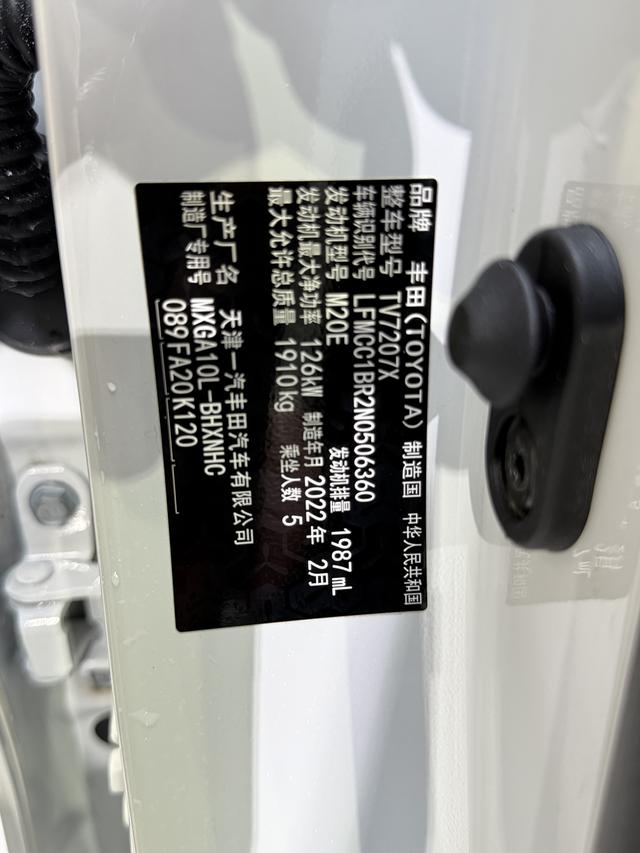 品牌 丰田(TOYOTA) 制造国 中华人民共和国
整车型号 TV7207X
车辆识别代号 LFMCC1BR2N0506360
发动机型号 M20E 发动机排量 1987 mL
发动机最大净功率 126kW 制造年月 2022年 2月
最大允许总质量 1910kg 乘坐人数 5
生产厂名 天津一汽丰田汽车有限公司
制造厂专用号 MXGA10L-BHXNHC
089 FA20 K120